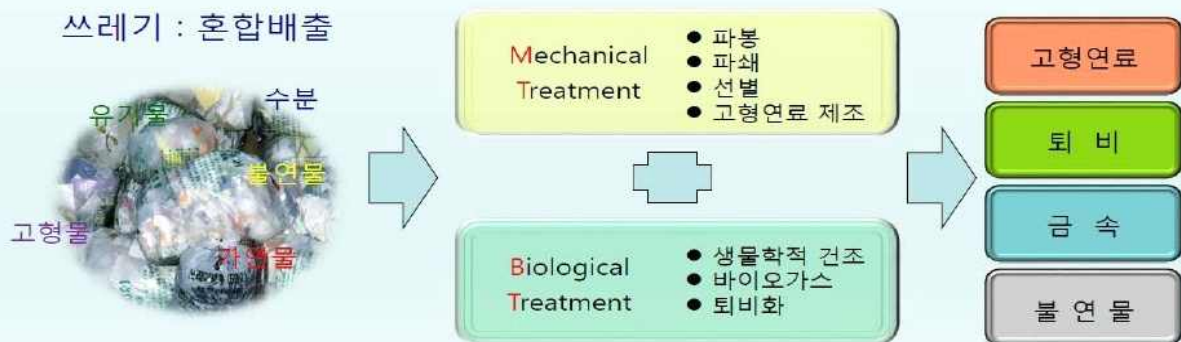 쓰레기 : 혼합배출
유기물
수분
불연물
고형물
가연물
Mechanical
Treatment
● 파봉
● 파쇄
● 선별
● 고형연료 제조
Biological
Treatment
● 생물학적 건조
● 바이오가스
● 퇴비화
고형연료
퇴 비
금 속
불 연 물